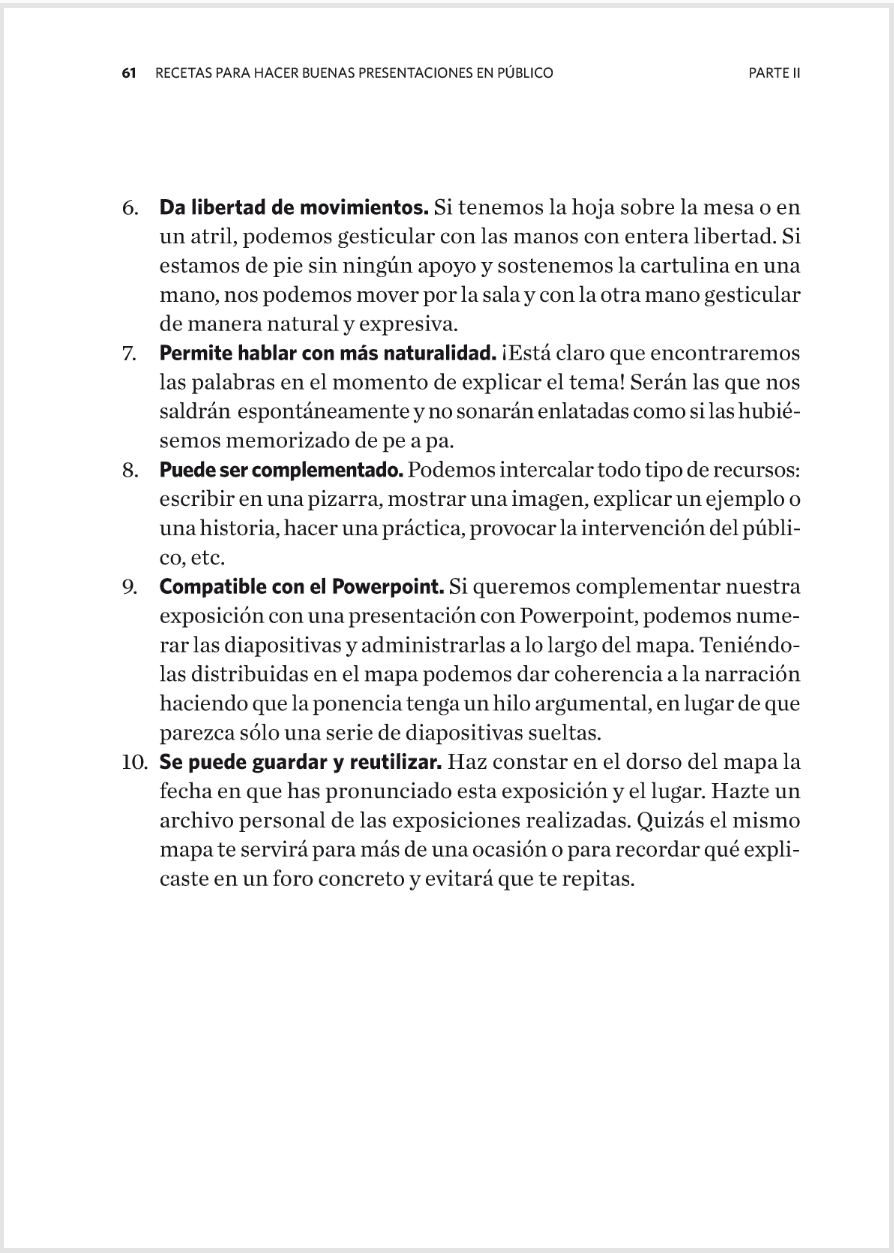 61 RECETAS PARA HACER BUENAS PRESENTACIONES EN PÚBLICO PARTE II
6. Da libertad de movimientos. Si tenemos la hoja sobre la mesa o en
un atril, podemos gesticular con las manos con entera libertad. Si
estamos de pie sin ningún apoyo y sostenemos la cartulina en una
mano, nos podemos mover por la sala y con la otra mano gesticular
de manera natural y expresiva.
7. Permite hablar con más naturalidad. ¡Está claro que encontraremos
las palabras en el momento de explicar el tema! Serán las que nos
saldrán espontáneamente y no sonarán enlatadas como si las hubié-
semos memorizado de pe a pa.
8. Puede ser complementado. Podemos intercalar todo tipo de recursos:
escribir en una pizarra, mostrar una imagen, explicar un ejemplo o
una historia, hacer una práctica, provocar la intervención del públi-
co, etc.
9. Compatible con el Powerpoint. Si queremos complementar nuestra
exposición con una presentación con Powerpoint, podemos nume-
rar las diapositivas y administrarlas a lo largo del mapa. Teniéndo-
las distribuidas en el mapa podemos dar coherencia a la narración
haciendo que la ponencia tenga un hilo argumental, en lugar de que
parezca sólo una serie de diapositivas sueltas.
10. Se puede guardar y reutilizar. Haz constar en el dorso del mapa la
fecha en que has pronunciado esta exposición y el lugar. Hazte un
archivo personal de las exposiciones realizadas. Quizás el mismo
mapa te servirá para más de una ocasión o para recordar qué expli-
caste en un foro concreto y evitará que te repitas.